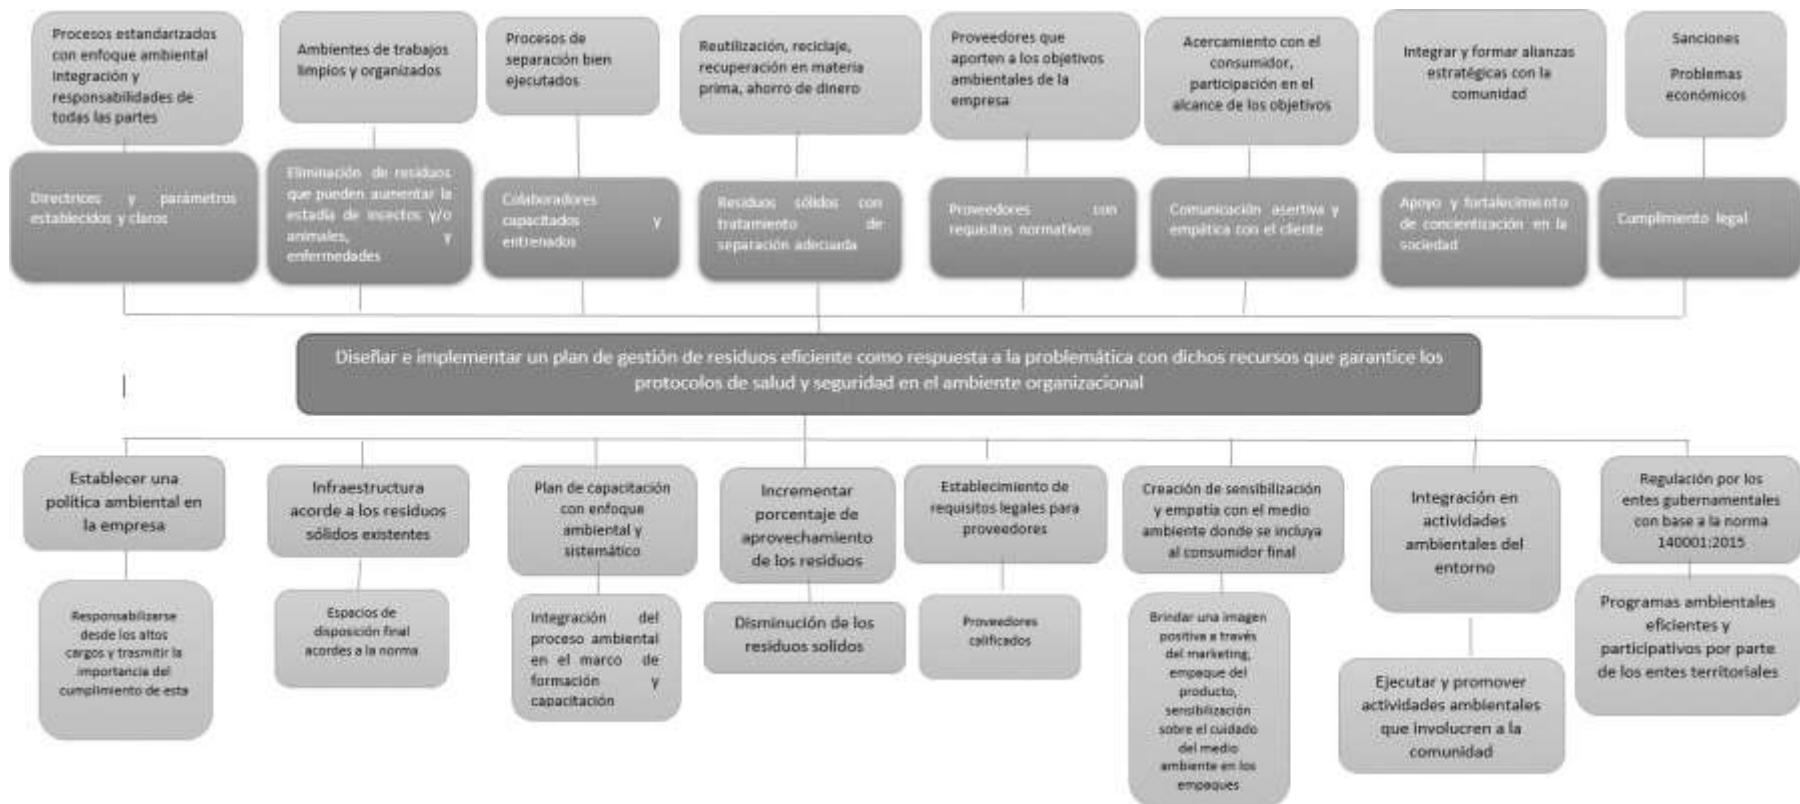 Procesos estandarizados
con enfoque ambiental
integración y
responsabilidades de
todas las partes
Ambientes de trabajos
limpios y organizados
Procesos de
separación bien
ejecutados
Reutilización, reciclaje,
recuperación en materia
prima, ahorro de dinero
Proveedores que
aporten a los objetivos
ambientales de la
empresa
Acercamiento con el
consumidor,
participación en el
alcance de los objetivos
Integrar y formar alianzas
estratégicas con la
comunidad
Sanciones
Problemas
económicos
Directrices y parámetros
establecidos y claros
Eliminación de residuos
que pueden aumentar la
estadía de insectos y/o
animales, y
enfermedades
Colaboradores
capacitados y
entrenados
Residuos sólidos con
tratamiento de
separación adecuada
Proveedores con
requisitos normativos
Comunicación asertiva y
empática con el cliente
Apoyo y fortalecimiento
de concientización en la
sociedad
Cumplimiento legal
Diseñar e implementar un plan de gestión de residuos eficiente como respuesta a la problemática con dichos recursos que garantice los
protocolos de salud y seguridad en el ambiente organizacional
Establecer una
política ambiental en
la empresa
Infraestructura
acorde a los residuos
sólidos existentes
Plan de capacitación
con enfoque
ambiental y
sistemático
Incrementar
porcentaje de
aprovechamiento
de los residuos
Establecimiento de
requisitos legales para
proveedores
Creación de sensibilización
y empatía con el medio
ambiente donde se incluya
al consumidor final
Integración en
actividades
ambientales del
entorno
Regulación por los
entes gubernamentales
con base a la norma
140001:2015
Responsabilizarse
desde los altos
cargos y trasmitir la
importancia del
cumplimiento de esta
Espacios de
disposición final
acordes a la norma
Integración del
proceso ambiental
en el marco de
formación y
capacitación
Disminución de los
residuos solidos
Proveedores
calificados
Brindar una imagen
positiva a través
del marketing,
empaque del
producto,
sensibilización
sobre el cuidado
del medio
ambiente en los
empaques
Ejecutar y promover
actividades ambientales
que involucren a la
comunidad
Programas ambientales
eficientes y
participativos por parte
de los entes territoriales